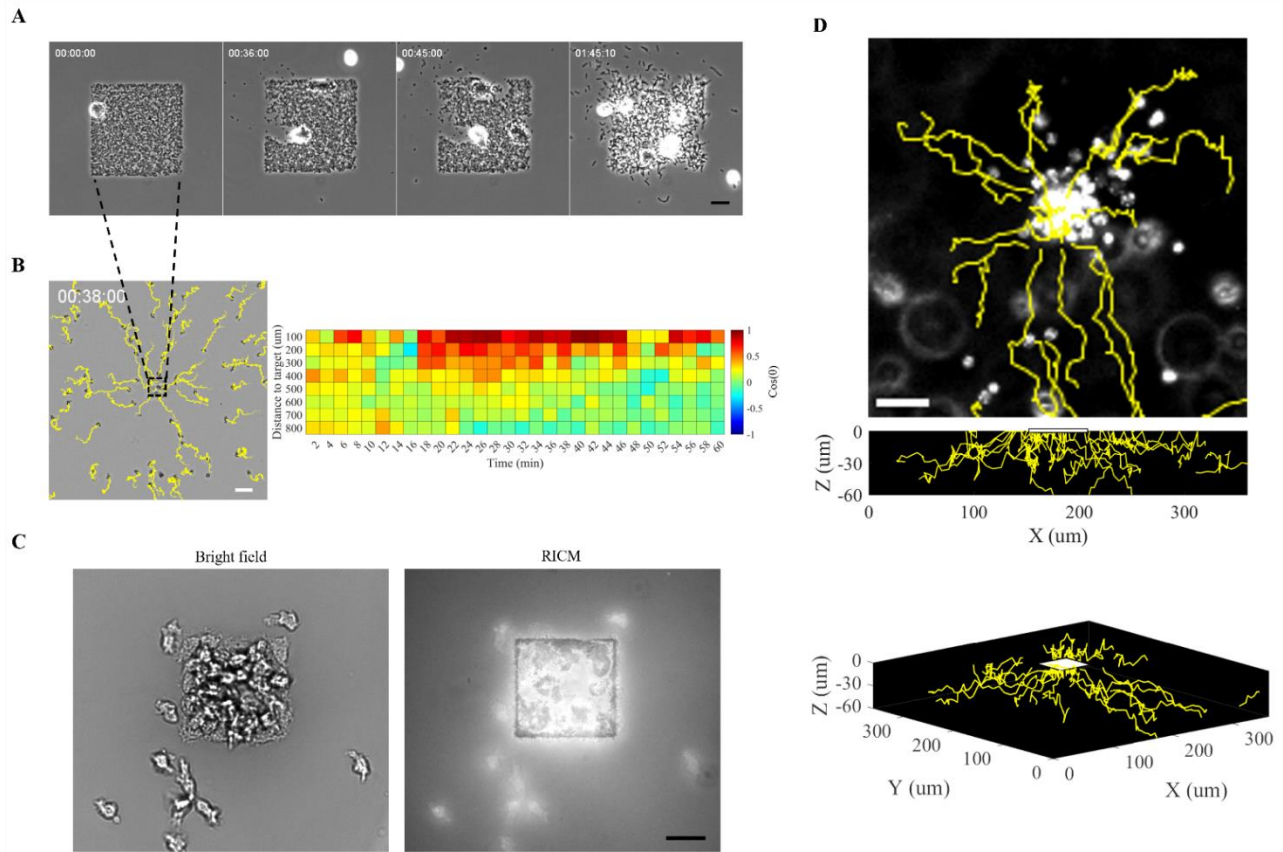 A
00:00:00
00:36:00
00:45:00
01:45:10
B
00:38:00
Distance to target (um)
100
200
300
400
500
600
700
800
2 4 6 8 10 12 14 16 18 20 22 24 26 28 30 32 34 36 38 40 42 44 46 48 50 52 54 56 58 60
Time (min)
1
0.5
0
-0.5
-1
Cos(θ)
C
Bright field
RICM
D
Z (um)
0
-30
-60
0 100 200 300
X (um)
Z (um)
0
-30
-60
300
200
100
0
Y (um)
0
100
200
300
X (um)